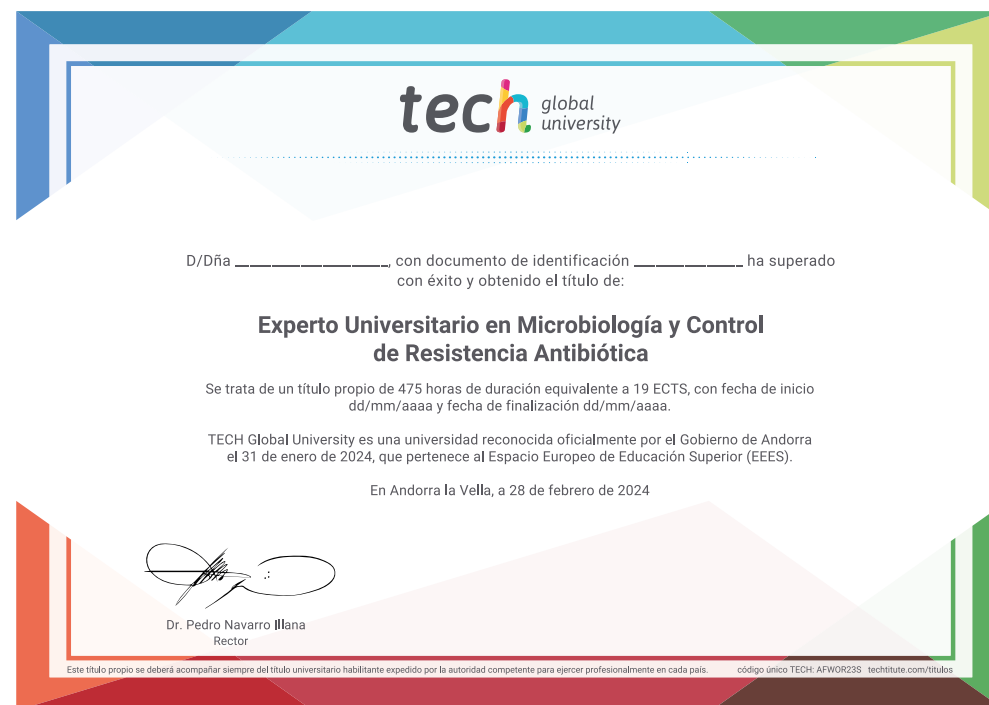 tech global
university
D/Dña ____________________, con documento de identificación ______________ ha superado
con éxito y obtenido el título de:
Experto Universitario en Microbiología y Control
de Resistencia Antibiótica
Se trata de un título propio de 475 horas de duración equivalente a 19 ECTS, con fecha de inicio
dd/mm/aaaa y fecha de finalización dd/mm/aaaa.
TECH Global University es una universidad reconocida oficialmente por el Gobierno de Andorra
el 31 de enero de 2024, que pertenece al Espacio Europeo de Educación Superior (EEES).
En Andorra la Vella, a 28 de febrero de 2024
Dr. Pedro Navarro Illana
Rector
Este título propio se deberá acompañar siempre del título universitario habilitante expedido por la autoridad competente para ejercer profesionalmente en cada país. código único TECH: AFWOR23S techtitute.com/titulos